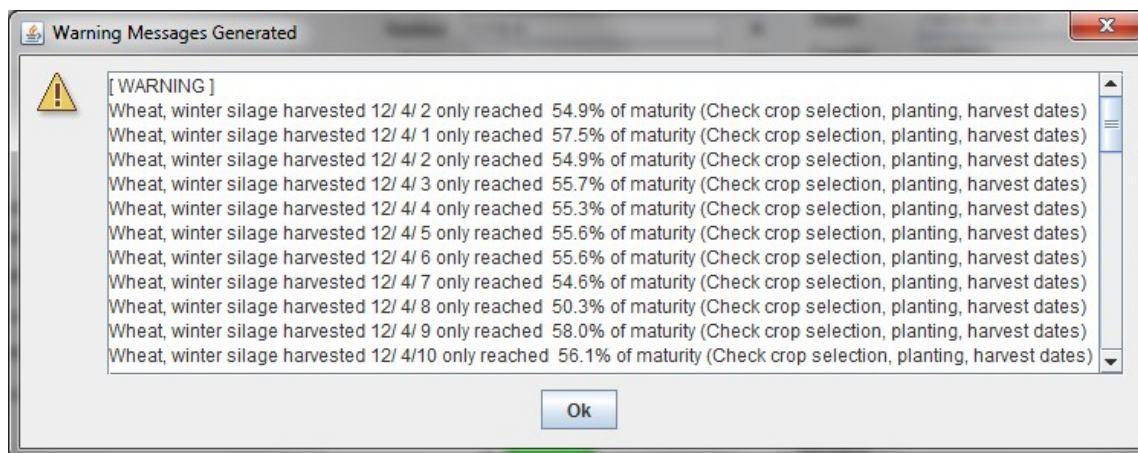 Warning Messages Generated
[ WARNING ]
Wheat, winter silage harvested 12/ 4/ 2 only reached  54.9% of maturity (Check crop selection, planting, harvest dates)
Wheat, winter silage harvested 12/ 4/ 1 only reached  57.5% of maturity (Check crop selection, planting, harvest dates)
Wheat, winter silage harvested 12/ 4/ 2 only reached  54.9% of maturity (Check crop selection, planting, harvest dates)
Wheat, winter silage harvested 12/ 4/ 3 only reached  55.7% of maturity (Check crop selection, planting, harvest dates)
Wheat, winter silage harvested 12/ 4/ 4 only reached  55.3% of maturity (Check crop selection, planting, harvest dates)
Wheat, winter silage harvested 12/ 4/ 5 only reached  55.6% of maturity (Check crop selection, planting, harvest dates)
Wheat, winter silage harvested 12/ 4/ 6 only reached  55.6% of maturity (Check crop selection, planting, harvest dates)
Wheat, winter silage harvested 12/ 4/ 7 only reached  54.6% of maturity (Check crop selection, planting, harvest dates)
Wheat, winter silage harvested 12/ 4/ 8 only reached  50.3% of maturity (Check crop selection, planting, harvest dates)
Wheat, winter silage harvested 12/ 4/ 9 only reached  58.0% of maturity (Check crop selection, planting, harvest dates)
Wheat, winter silage harvested 12/ 4/10 only reached  56.1% of maturity (Check crop selection, planting, harvest dates)
Ok